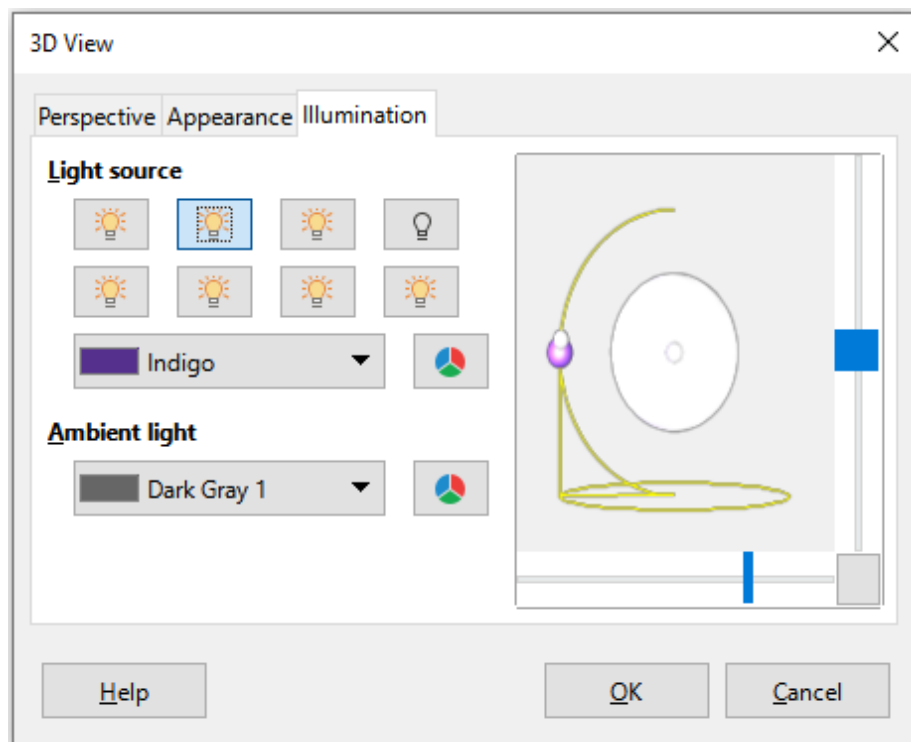 3D View
Perspective Appearance Illumination
Light source
Indigo
Ambient light
Dark Gray 1
Help OK Cancel